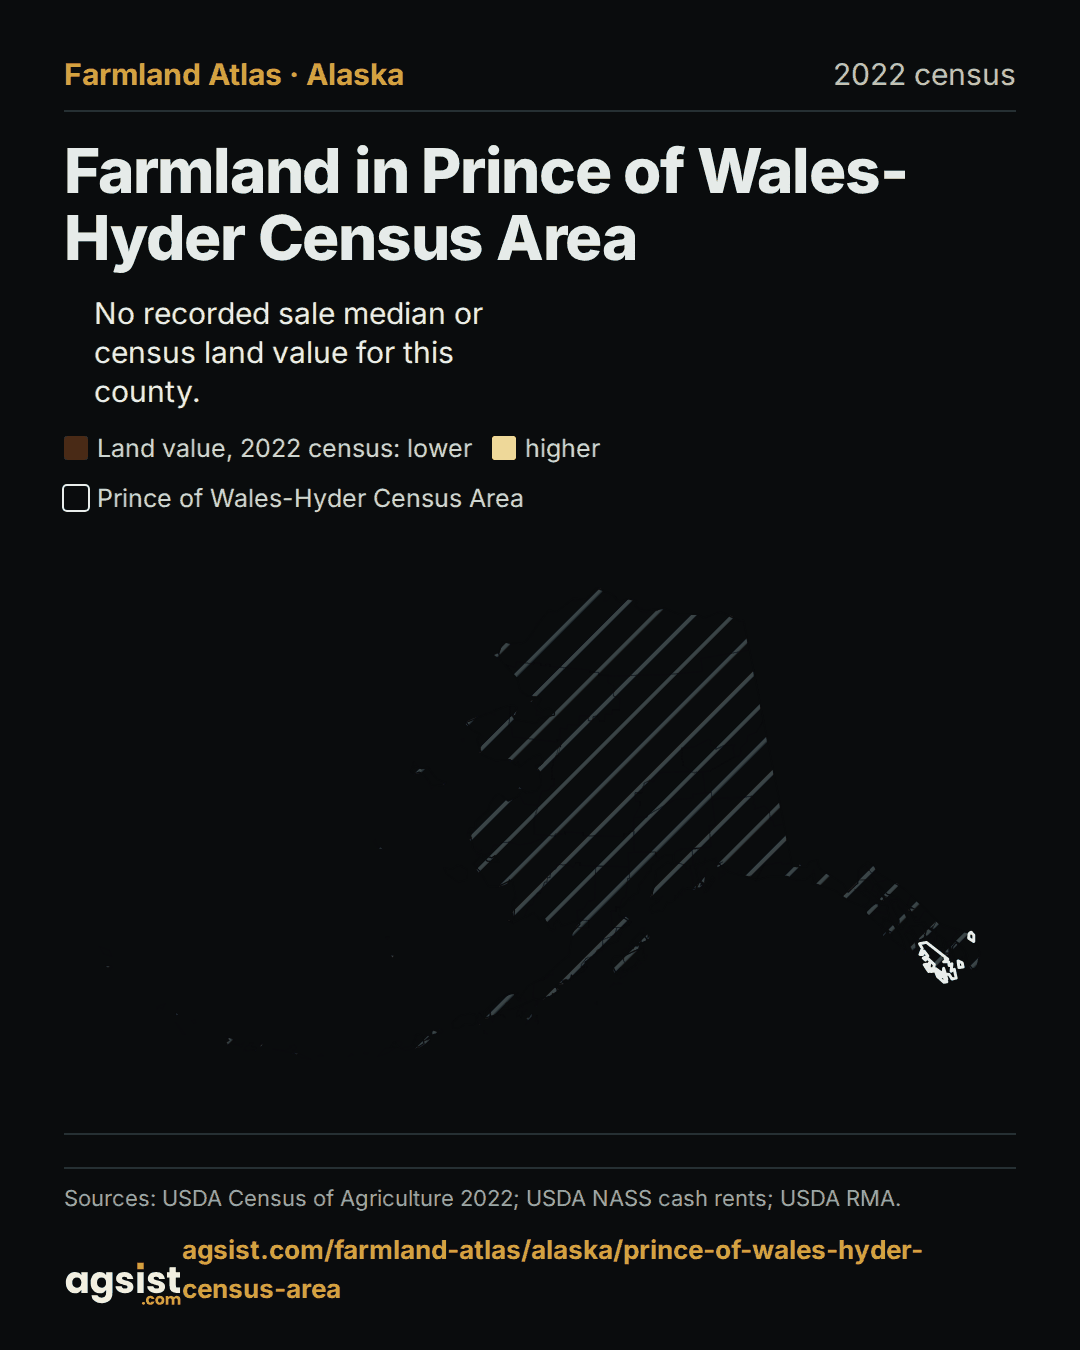 Farmland Atlas · Alaska
2022 census
Farmland in Prince of Wales-
Hyder Census Area
No recorded sale median or
census land value for this
county.
Land value, 2022 census: lower
higher
Prince of Wales-Hyder Census Area
Sources: USDA Census of Agriculture 2022; USDA NASS cash rents; USDA RMA.
agsist.com/farmland-atlas/alaska/prince-of-wales-hyder-
census-area
agsist
.com